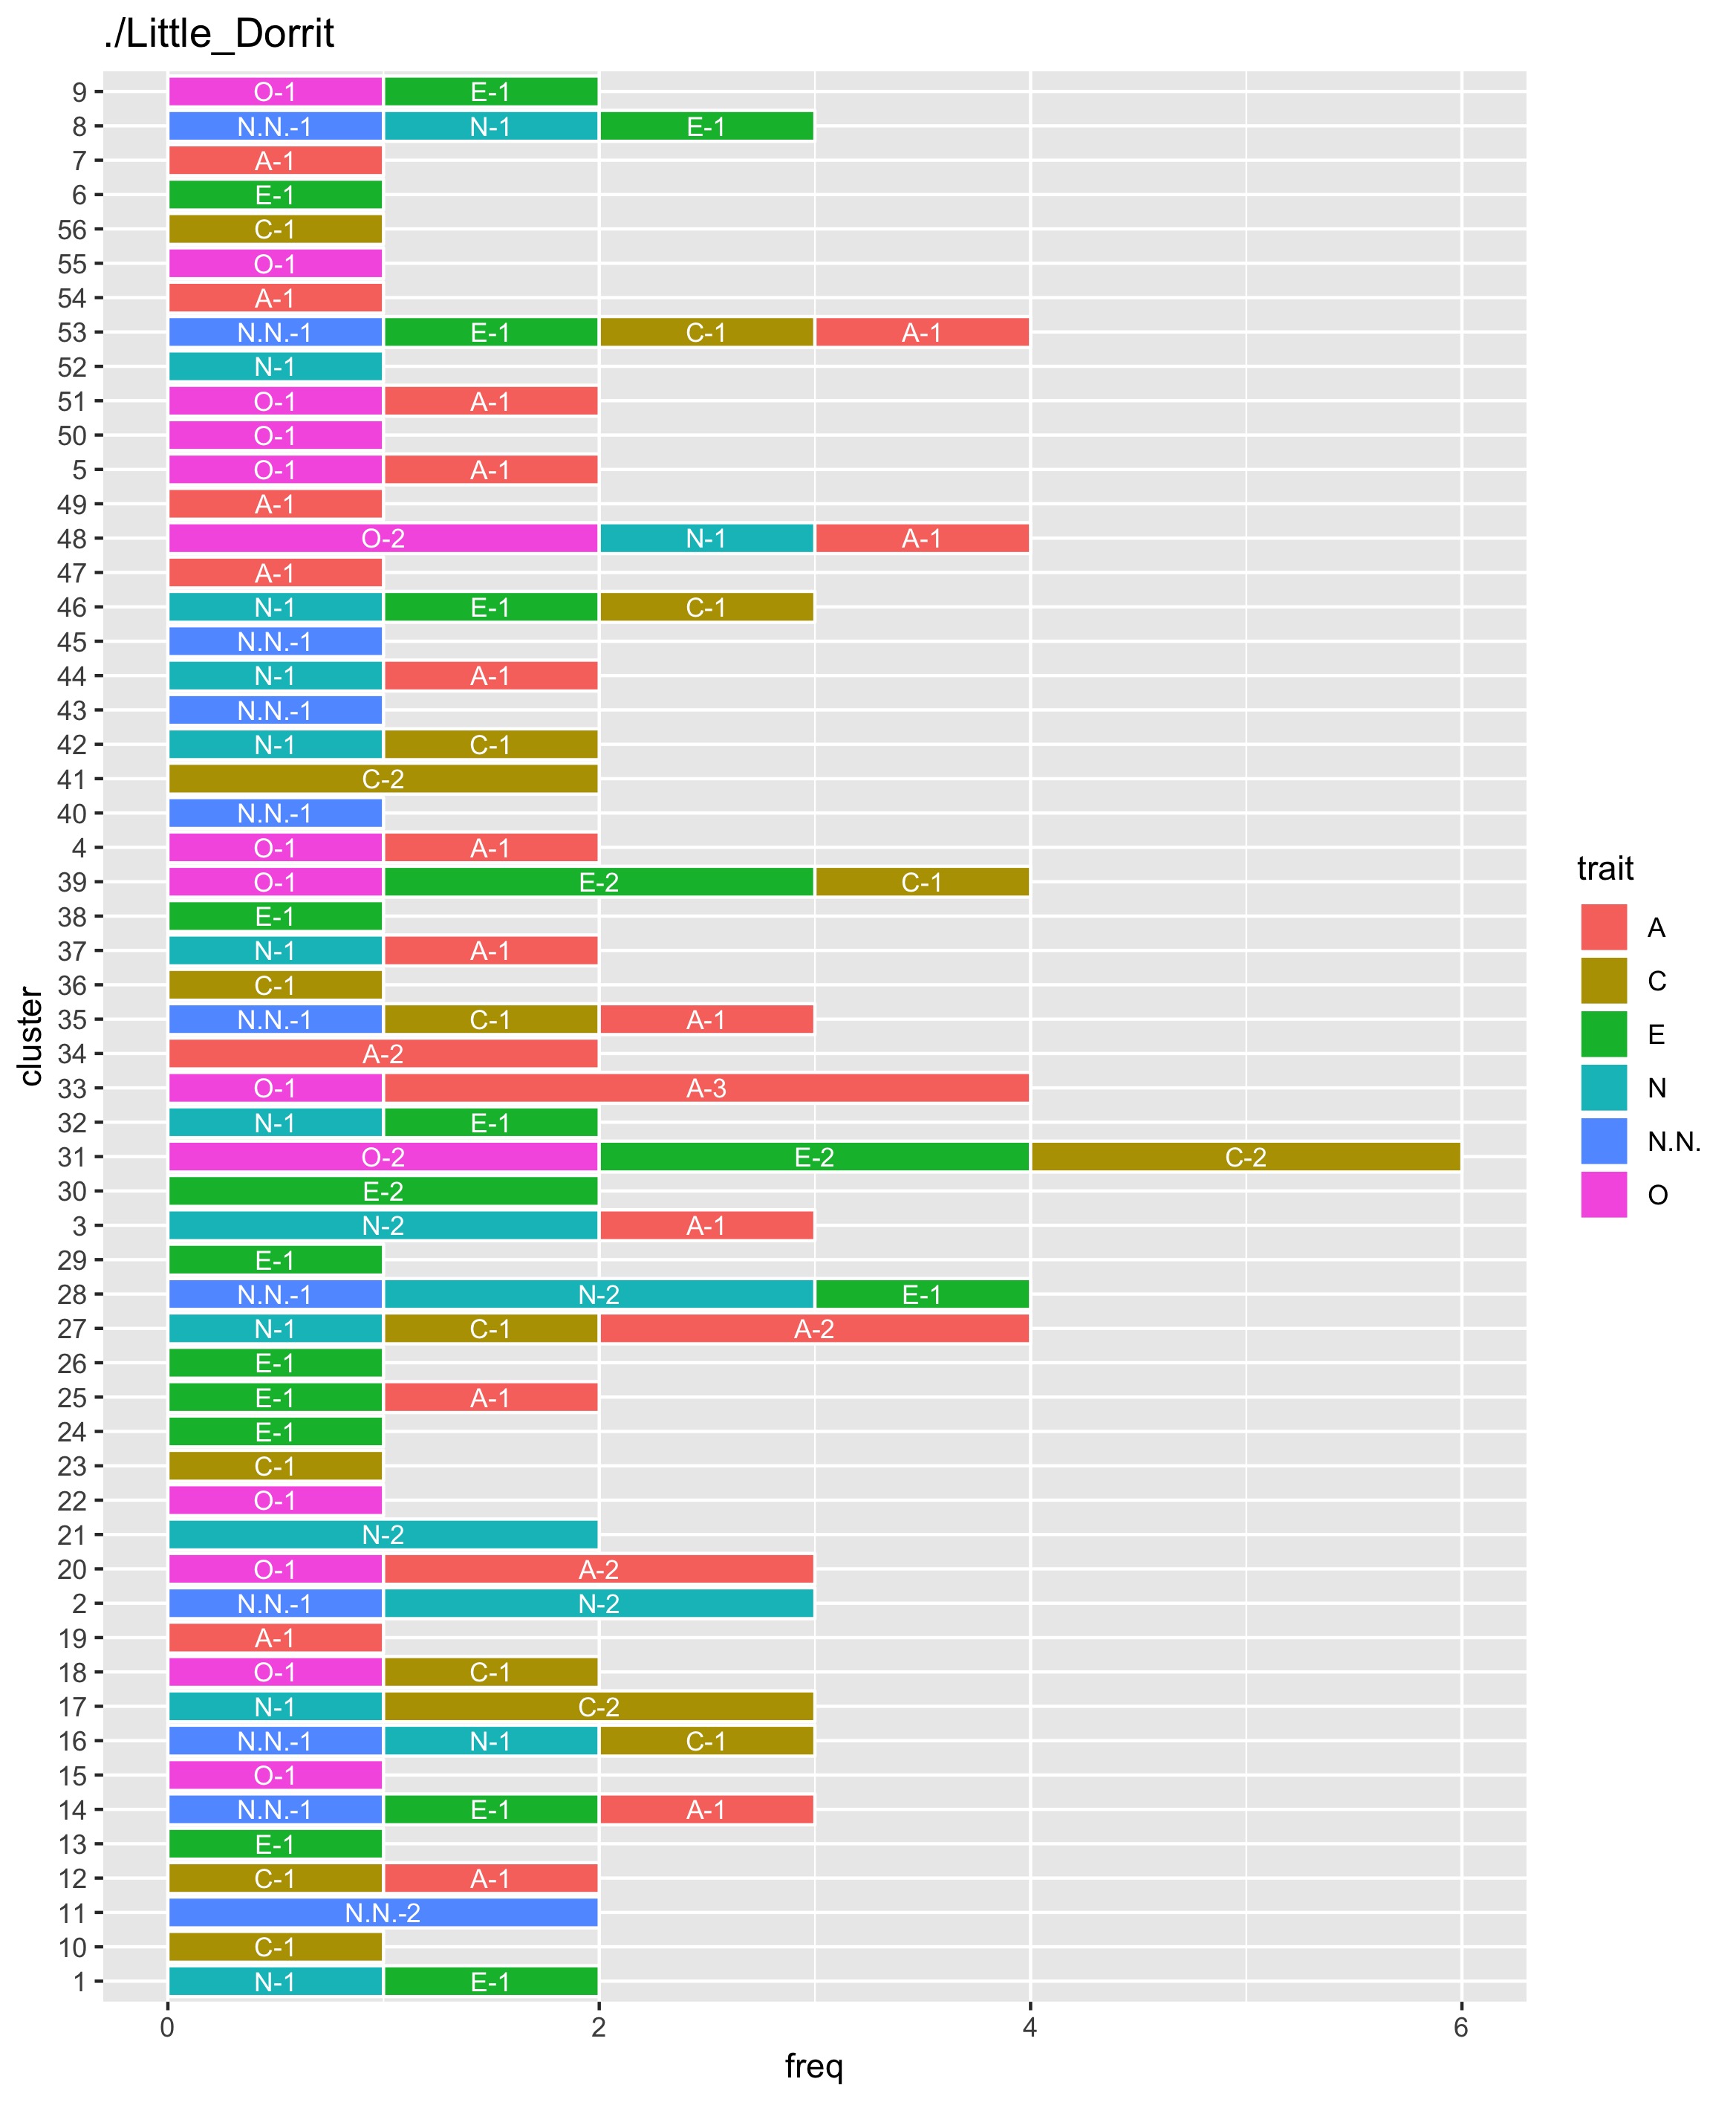 ./Little_Dorrit
9 O-1 E-1
8 N.N.-1 N-1 E-1
7 A-1
6 E-1
56 C-1
55 O-1
54 A-1
53 N.N.-1 E-1 C-1 A-1
52 N-1
51 O-1 A-1
50 O-1
5 O-1 A-1
49 A-1
48 O-2 N-1 A-1
47 A-1
46 N-1 E-1 C-1
45 N.N.-1
44 N-1 A-1
43 N.N.-1
42 N-1 C-1
41 C-2
40 N.N.-1
4 O-1 A-1
39 O-1 E-2 C-1
38 E-1
37 N-1 A-1
36 C-1
35 N.N.-1 C-1 A-1
34 A-2
33 O-1 A-3
32 N-1 E-1
31 O-2 E-2 C-2
30 E-2
3 N-2 A-1
29 E-1
28 N.N.-1 N-2 E-1
27 N-1 C-1 A-2
26 E-1
25 E-1 A-1
24 E-1
23 C-1
22 O-1
21 N-2
20 O-1 A-2
2 N.N.-1 N-2
19 A-1
18 O-1 C-1
17 N-1 C-2
16 N.N.-1 N-1 C-1
15 O-1
14 N.N.-1 E-1 A-1
13 E-1
12 C-1 A-1
11 N.N.-2
10 C-1
1 N-1 E-1
0 2 4 6
freq
cluster
trait
A
C
E
N
N.N.
O